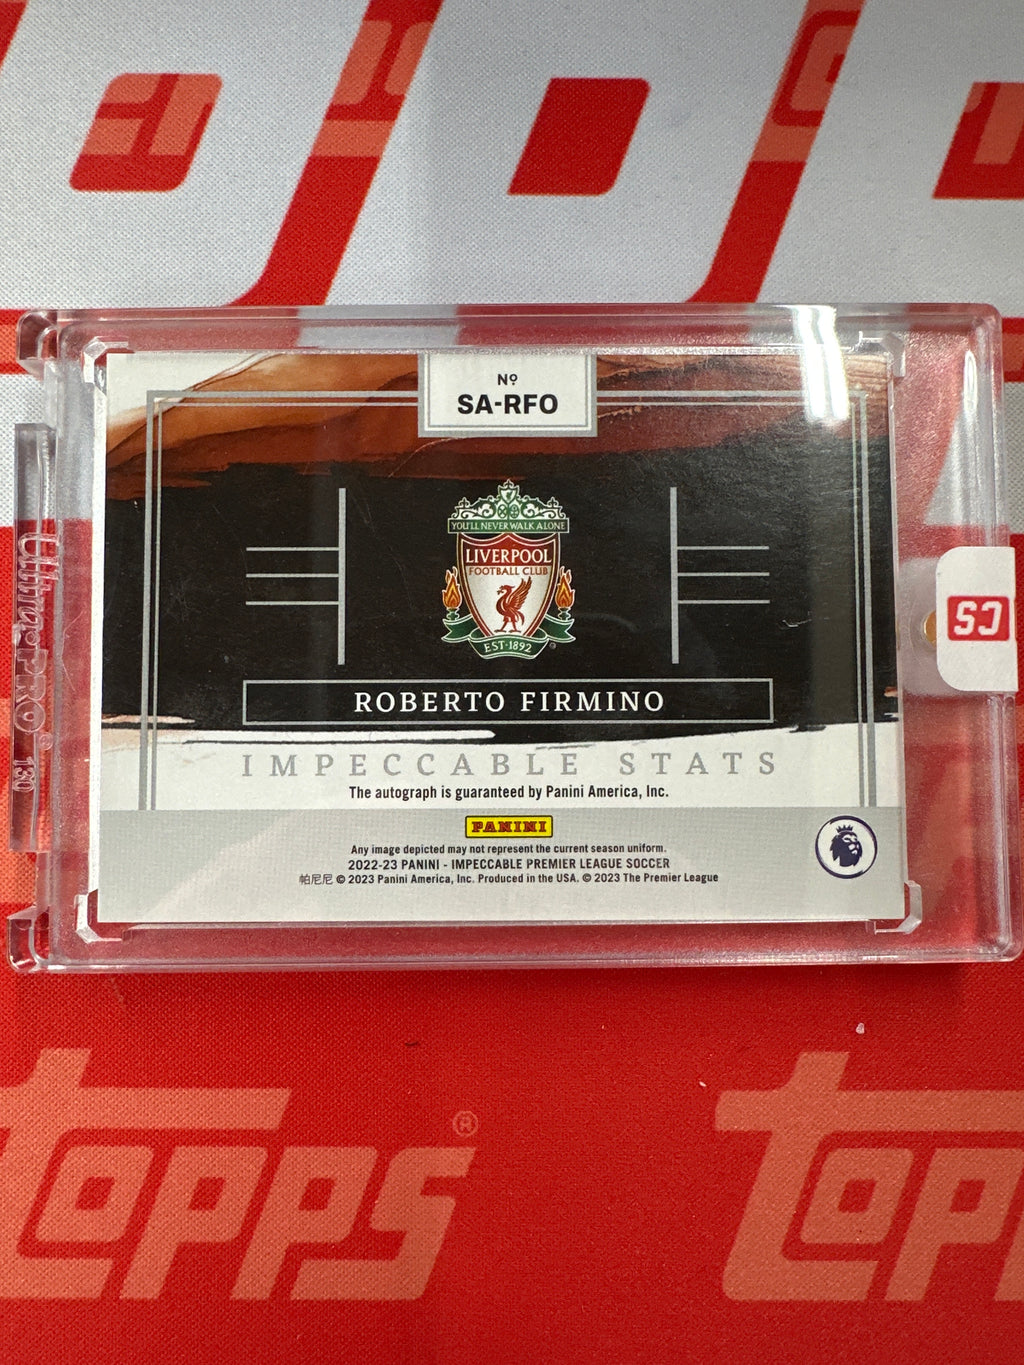 Nº
SA-RFO
YOU'LL NEVER WALK ALONE
LIVERPOOL
FOOTBALL CLUB
EST·1892
®
ROBERTO FIRMINO
IMPECCABLE STATS
The autograph is guaranteed by Panini America, Inc.
PANINI
Any image depicted may not represent the current season uniform.
2022-23 PANINI - IMPECCABLE PREMIER LEAGUE SOCCER
帕尼尼 © 2023 Panini America, Inc. Produced in the USA. © 2023 The Premier League
Ultra·PRO®
130
CS
topps®
topp